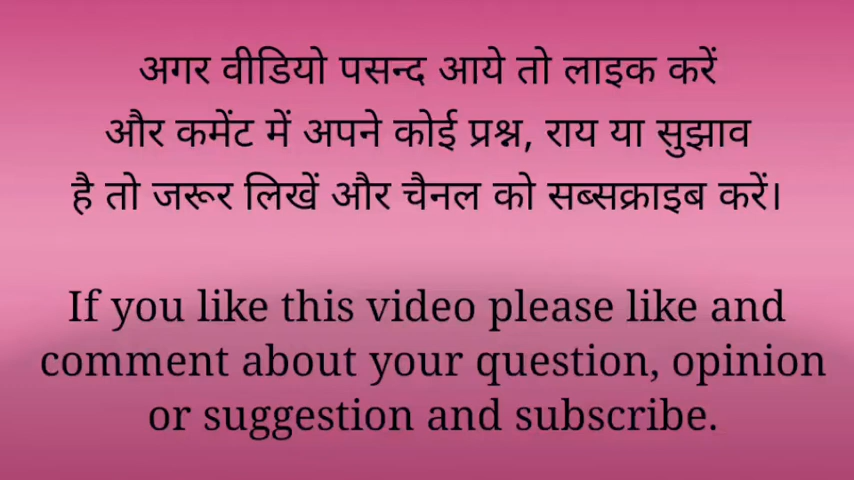 अगर वीडियो पसन्द आये तो लाइक करें
और कमेंट में अपने कोई प्रश्न, राय या सुझाव
है तो जरूर लिखें और चैनल को सब्सक्राइब करें।
If you like this video please like and
comment about your question, opinion
or suggestion and subscribe.